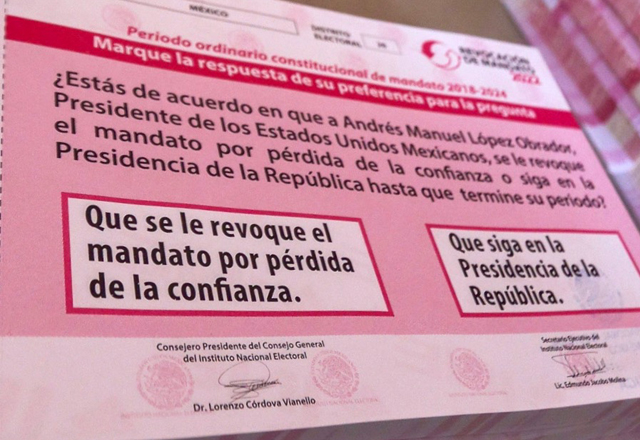 MÉXICO
DISTRITO
ELECTORAL
REVOCACIÓN
DE MANDATO
2022
Periodo ordinario constitucional de mandato 2018-2024
Marque la respuesta de su preferencia para la pregunta
¿Estás de acuerdo en que a Andrés Manuel López Obrador,
Presidente de los Estados Unidos Mexicanos, se le revoque
el mandato por pérdida de la confianza o siga en la
Presidencia de la República hasta que termine su periodo?
Que se le revoque el
mandato por pérdida
de la confianza.
Que siga en la
Presidencia de la
República.
Consejero Presidente del Consejo General
del Instituto Nacional Electoral
Dr. Lorenzo Córdova Vianello
Secretario Ejecutivo del
Instituto Nacional Electoral
Lic. Edmundo Jacobo Molina